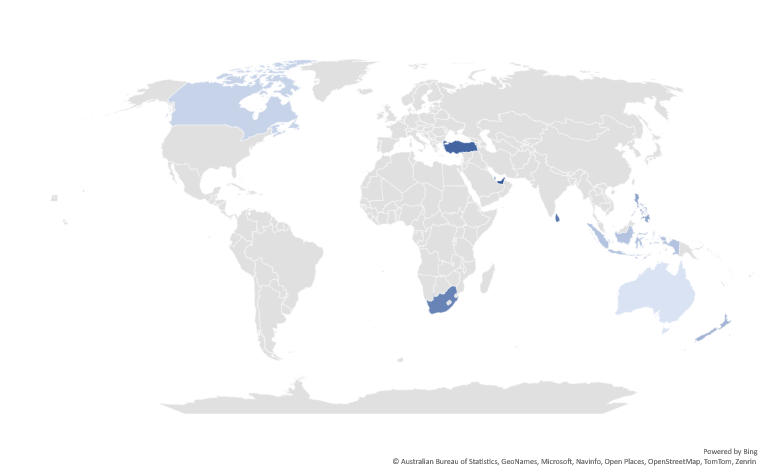 Powered by Bing
© Australian Bureau of Statistics, GeoNames, Microsoft, Navinfo, Open Places, OpenStreetMap, TomTom, Zenrin